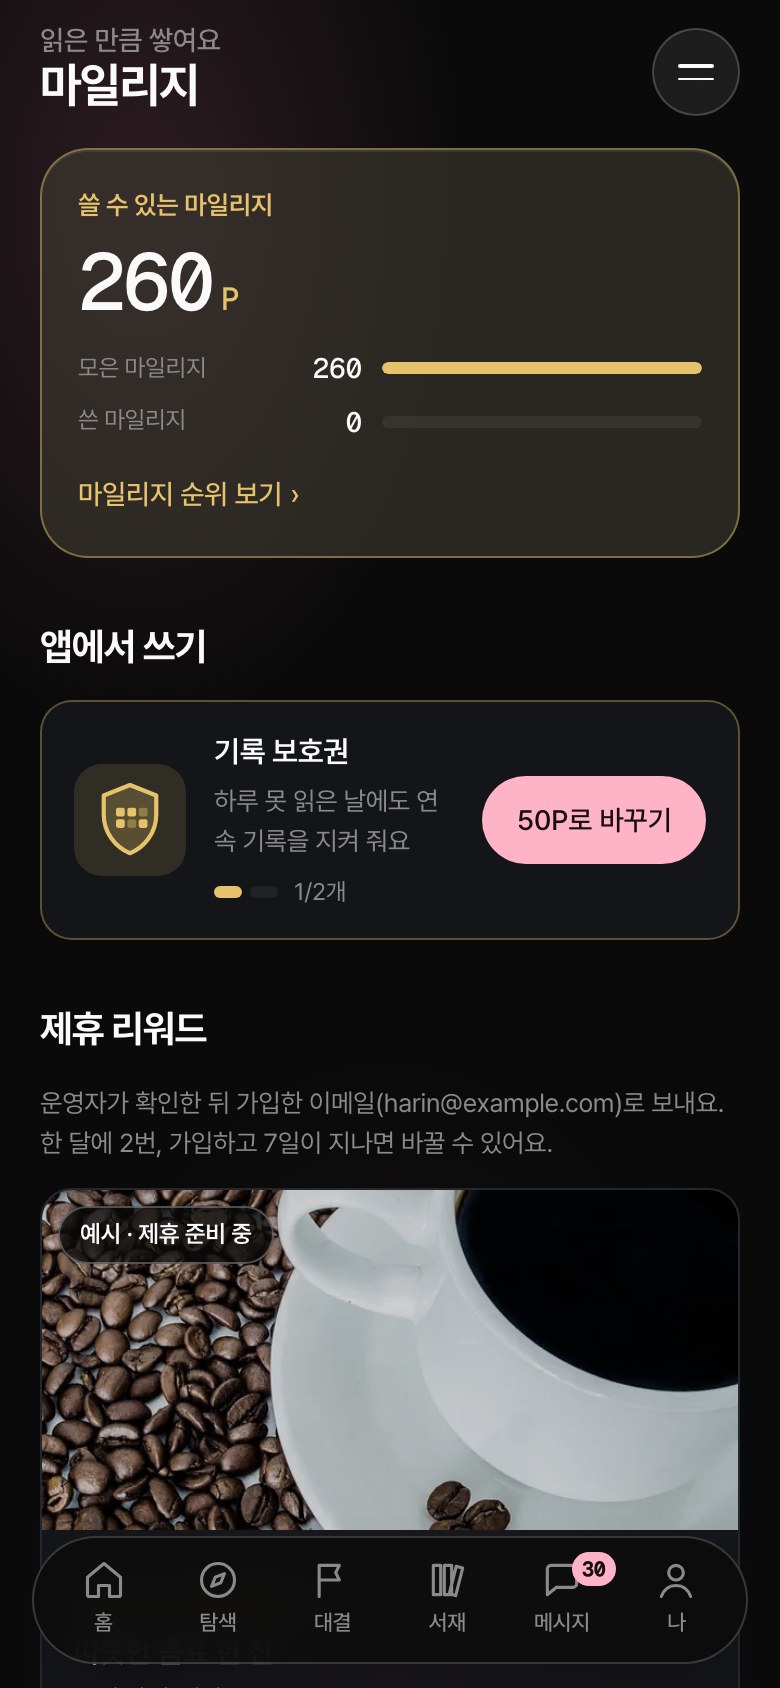 읽은 만큼 쌓여요
마일리지
쓸 수 있는 마일리지
260 P
모은 마일리지 260
쓴 마일리지 0
마일리지 순위 보기 ›
앱에서 쓰기
기록 보호권
하루 못 읽은 날에도 연
속 기록을 지켜 줘요
1/2개
50P로 바꾸기
제휴 리워드
운영자가 확인한 뒤 가입한 이메일(harin@example.com)로 보내요.
한 달에 2번, 가입하고 7일이 지나면 바꿀 수 있어요.
예시 · 제휴 준비 중
30
홈 탐색 대결 서재 메시지 나